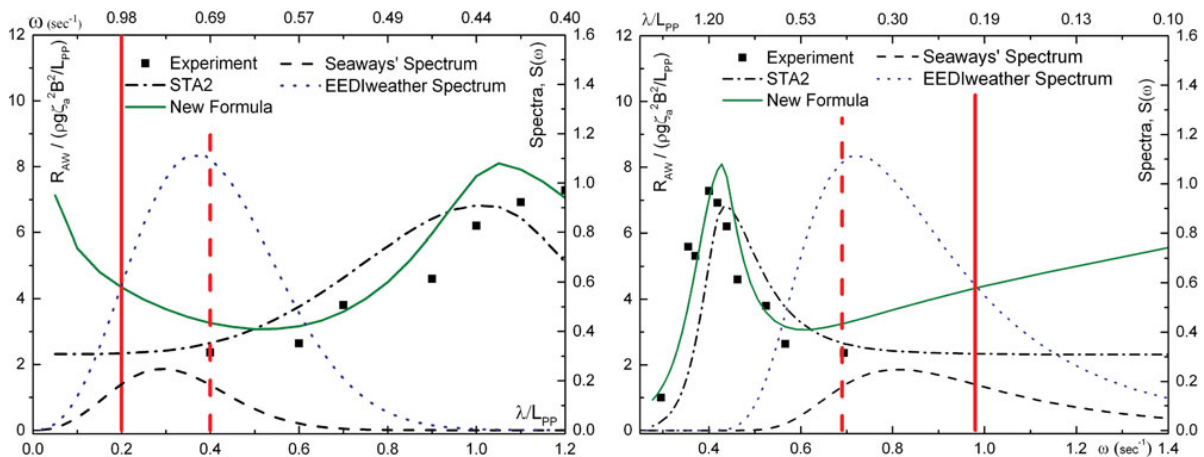 ω (sec⁻¹) 0.98 0.69 0.57 0.49 0.44 0.40
12 1.6
10 1.4
8 1.2
6 1.0
4 0.8
2 0.6
0 0.4
0.2
0.0
Experiment
STA2
New Formula
Seaways' Spectrum
EEDIweather Spectrum
R_AW / (ρgζ_a²B²/L_PP)
Spectra, S(ω)
λ/L_PP
0.0 0.2 0.4 0.6 0.8 1.0 1.2
λ/L_PP 1.20 0.53 0.30 0.19 0.13 0.10
12 1.6
10 1.4
8 1.2
6 1.0
4 0.8
2 0.6
0 0.4
0.2
0.0
Experiment
STA2
New Formula
Seaways' Spectrum
EEDIweather Spectrum
R_AW / (ρgζ_a²B²/L_PP)
Spectra, S(ω)
0.4 0.6 0.8 1.0 1.2 ω (sec⁻¹) 1.4